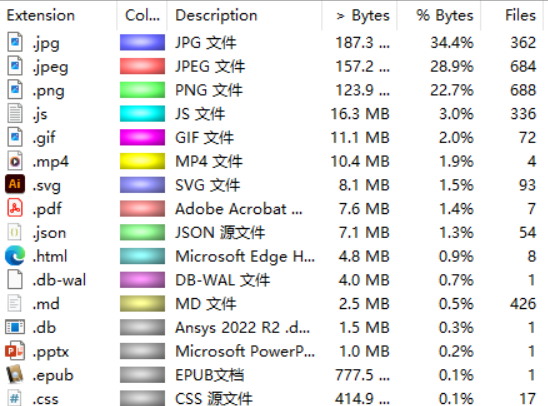 Extension Col... Description > Bytes % Bytes Files
.jpg JPG 文件 187.3 ... 34.4% 362
.jpeg JPEG 文件 157.2 ... 28.9% 684
.png PNG 文件 123.9 ... 22.7% 688
.js JS 文件 16.3 MB 3.0% 336
.gif GIF 文件 11.1 MB 2.0% 72
.mp4 MP4 文件 10.4 MB 1.9% 4
Ai .svg SVG 文件 8.1 MB 1.5% 93
.pdf Adobe Acrobat ... 7.6 MB 1.4% 7
.json JSON 源文件 7.1 MB 1.3% 54
.html Microsoft Edge H... 4.8 MB 0.9% 8
.db-wal DB-WAL 文件 4.0 MB 0.7% 1
.md MD 文件 2.5 MB 0.5% 426
.db Ansys 2022 R2 .d... 1.5 MB 0.3% 1
.pptx Microsoft PowerP... 1.0 MB 0.2% 1
.epub EPUB文档 777.5 ... 0.1% 1
.css CSS 源文件 414.9 ... 0.1% 17